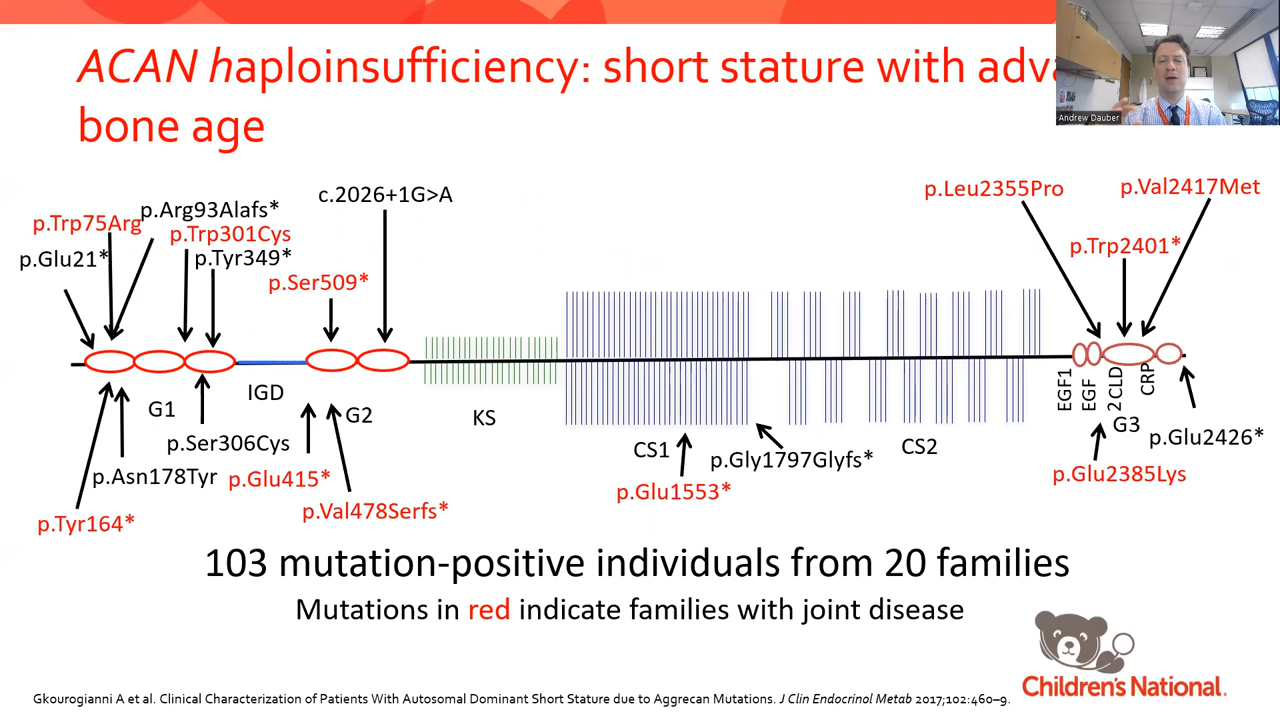 ACAN haploinsufficiency: short stature with adva
bone age
Andrew Dauber
c.2026+1G>A
p.Leu2355Pro
p.Val2417Met
p.Arg93Alafs*
p.Trp75Arg
p.Trp301Cys
p.Trp2401*
p.Glu21*
p.Tyr349*
p.Ser509*
G1
IGD
G2
KS
CS1
CS2
EGF1
EGF
2
CLD
CRP
G3
p.Ser306Cys
p.Glu2426*
p.Asn178Tyr
p.Glu415*
p.Gly1797Glyfs*
p.Glu2385Lys
p.Glu1553*
p.Tyr164*
p.Val478Serfs*
103 mutation-positive individuals from 20 families
Mutations in red indicate families with joint disease
Children's National.
Gkourogianni A et al. Clinical Characterization of Patients With Autosomal Dominant Short Stature due to Aggrecan Mutations. J Clin Endocrinol Metab 2017;102:460–9.